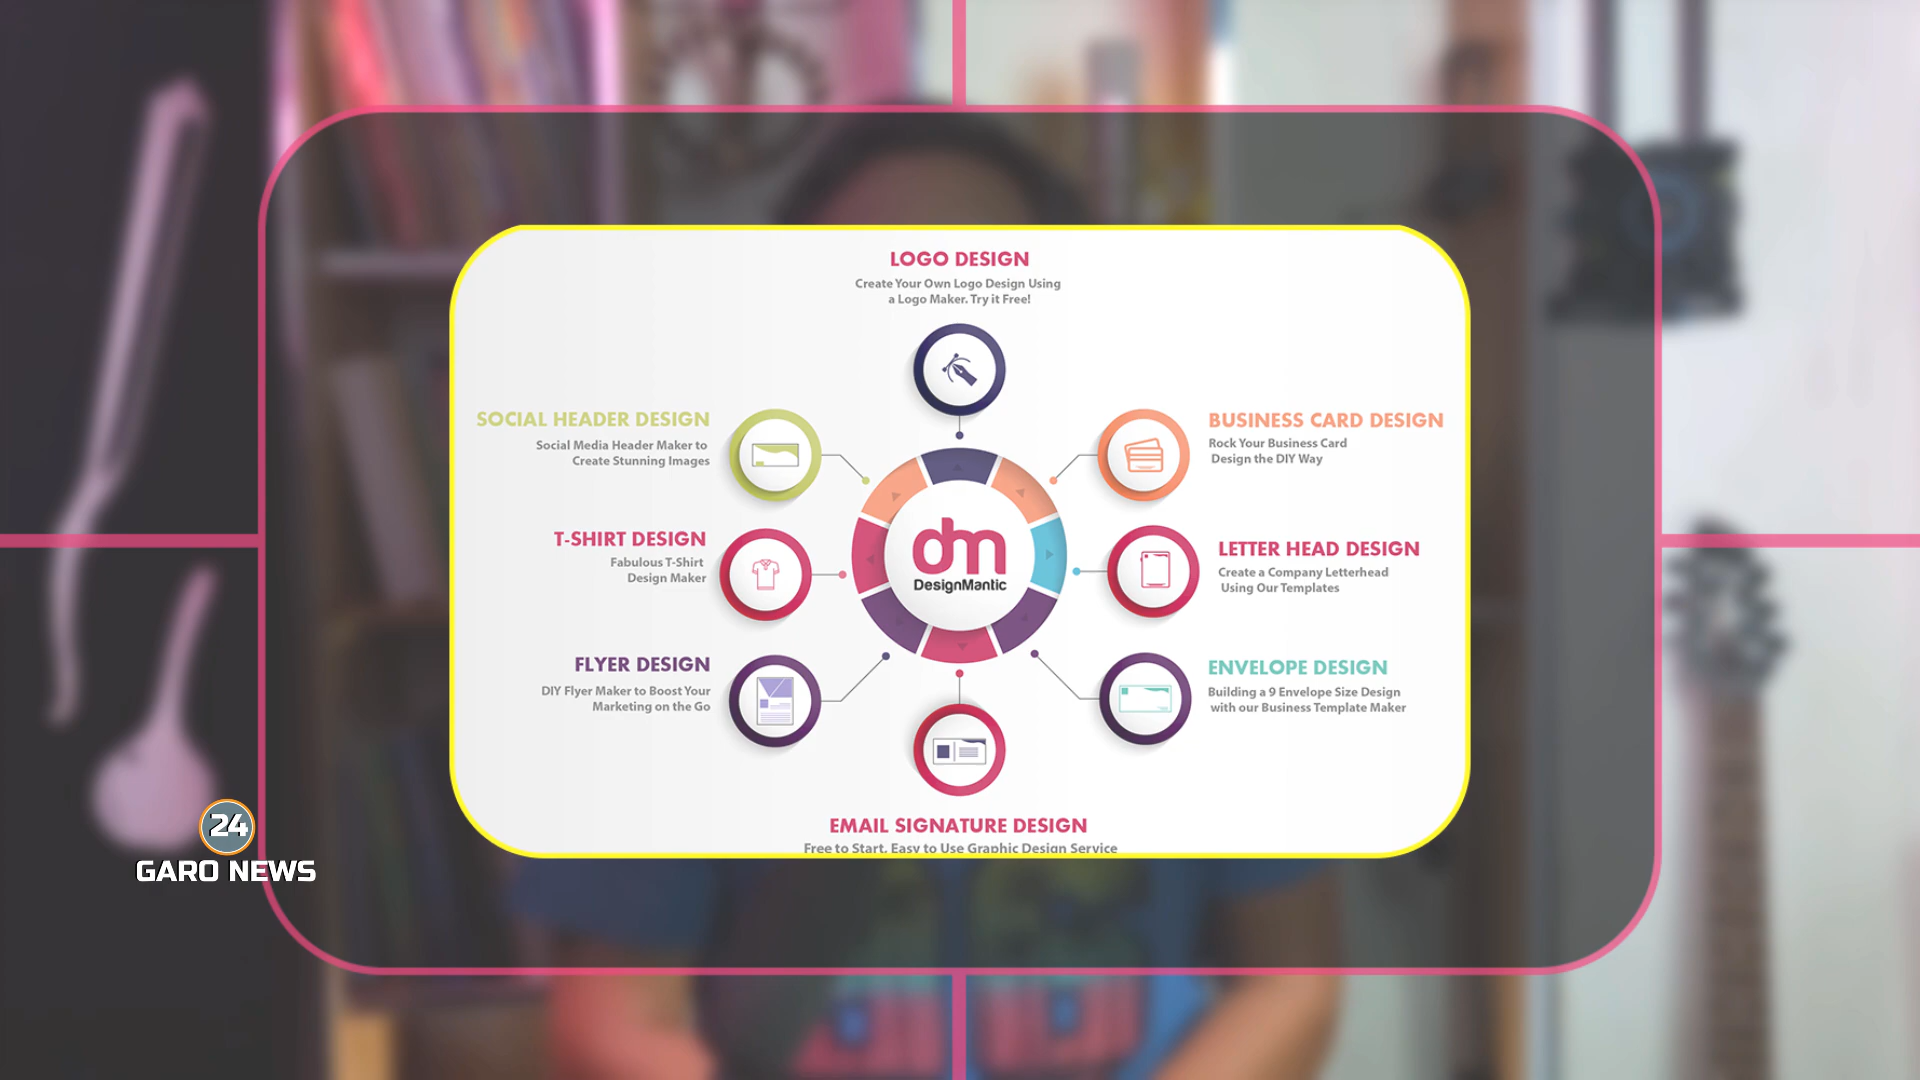 LOGO DESIGN
Create Your Own Logo Design Using
a Logo Maker. Try it Free!
SOCIAL HEADER DESIGN
Social Media Header Maker to
Create Stunning Images
BUSINESS CARD DESIGN
Rock Your Business Card
Design the DIY Way
T-SHIRT DESIGN
Fabulous T-Shirt
Design Maker
dm
DesignMantic
LETTER HEAD DESIGN
Create a Company Letterhead
Using Our Templates
FLYER DESIGN
DIY Flyer Maker to Boost Your
Marketing on the Go
ENVELOPE DESIGN
Building a 9 Envelope Size Design
with our Business Template Maker
EMAIL SIGNATURE DESIGN
Free to Start, Easy to Use Graphic Design Service
24
GARO NEWS